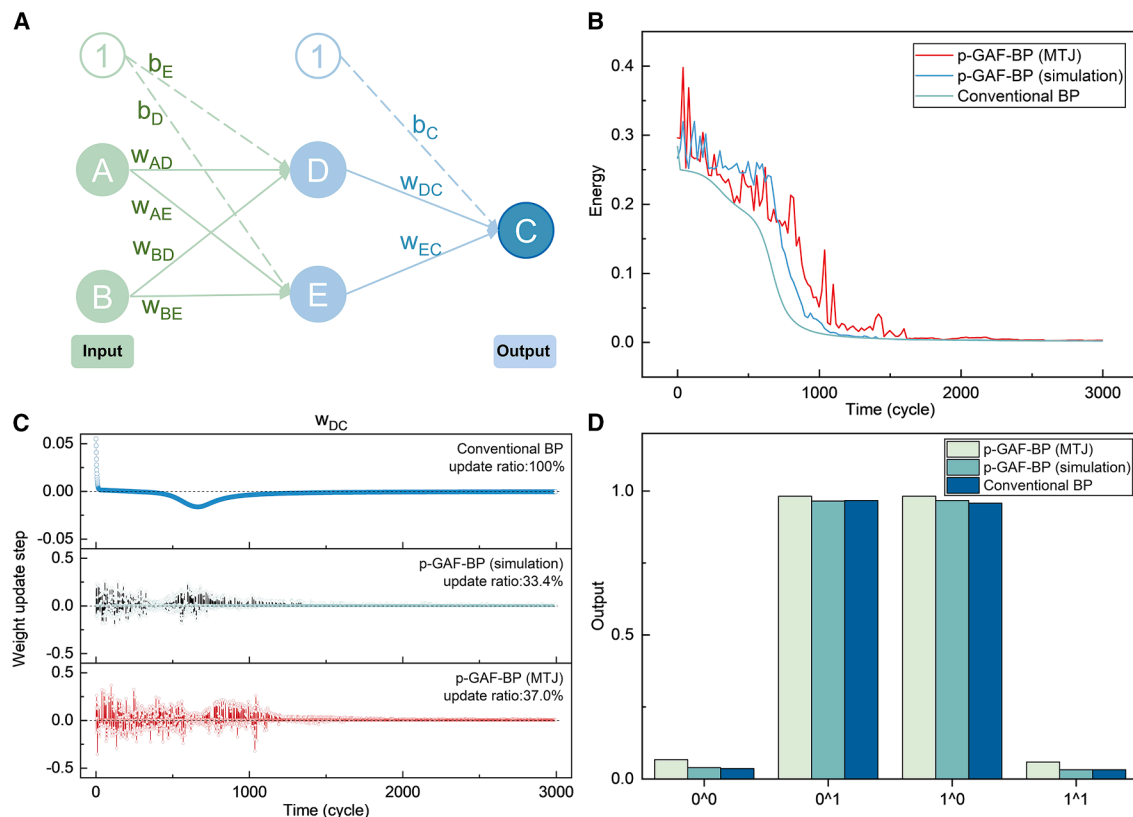 A
1
1
b_E
b_D
b_C
A
w_AD
D
w_DC
w_AE
C
w_BD
w_EC
B
w_BE
E
Input
Output
B
p-GAF-BP (MTJ)
p-GAF-BP (simulation)
Conventional BP
0.4
0.3
0.2
0.1
0.0
Energy
0
1000
2000
3000
Time (cycle)
C
w_DC
Conventional BP
update ratio:100%
0.05
0.00
-0.05
p-GAF-BP (simulation)
update ratio:33.4%
0.5
0.0
-0.5
p-GAF-BP (MTJ)
update ratio:37.0%
0.5
0.0
-0.5
Weight update step
0
1000
2000
3000
Time (cycle)
D
p-GAF-BP (MTJ)
p-GAF-BP (simulation)
Conventional BP
1.0
0.5
0.0
Output
0^0
0^1
1^0
1^1